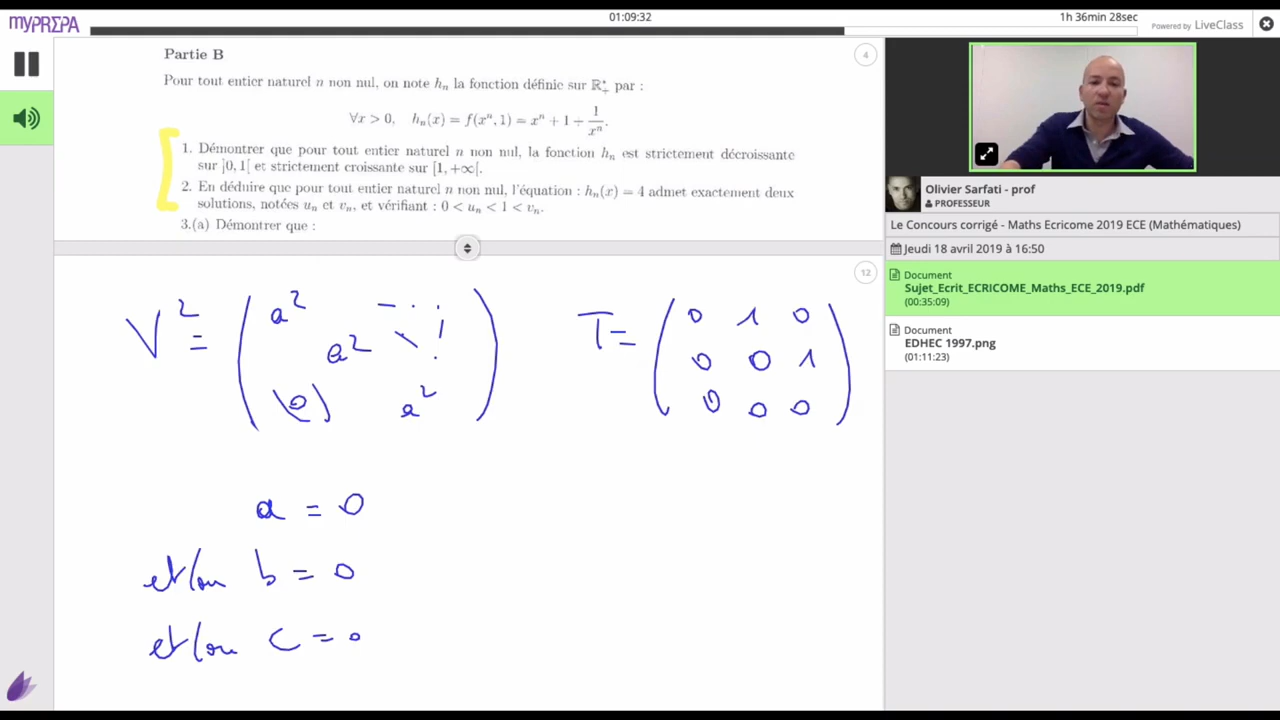 myPRΣPA
01:09:32
1h 36min 28sec
Powered by LiveClass
Partie B
4
Pour tout entier naturel n non nul, on note hₙ la fonction définie sur ℝ₊* par :
∀x > 0, hₙ(x) = f(xⁿ, 1) = xⁿ + 1 + 1/xⁿ.
1. Démontrer que pour tout entier naturel n non nul, la fonction hₙ est strictement décroissante
sur ]0, 1[ et strictement croissante sur [1, +∞[.
2. En déduire que pour tout entier naturel n non nul, l'équation : hₙ(x) = 4 admet exactement deux
solutions, notées uₙ et vₙ, et vérifiant : 0 < uₙ < 1 < vₙ.
3.(a) Démontrer que :
12
V² = ( a² - . .
a² \ !
(0) a² )
T = ( 0 1 0
0 0 1
0 0 0 )
a = 0
et/ou b = 0
et/ou c = 0
Olivier Sarfati - prof
PROFESSEUR
Le Concours corrigé - Maths Ecricome 2019 ECE (Mathématiques)
Jeudi 18 avril 2019 à 16:50
Document
Sujet_Ecrit_ECRICOME_Maths_ECE_2019.pdf
(00:35:09)
Document
EDHEC 1997.png
(01:11:23)